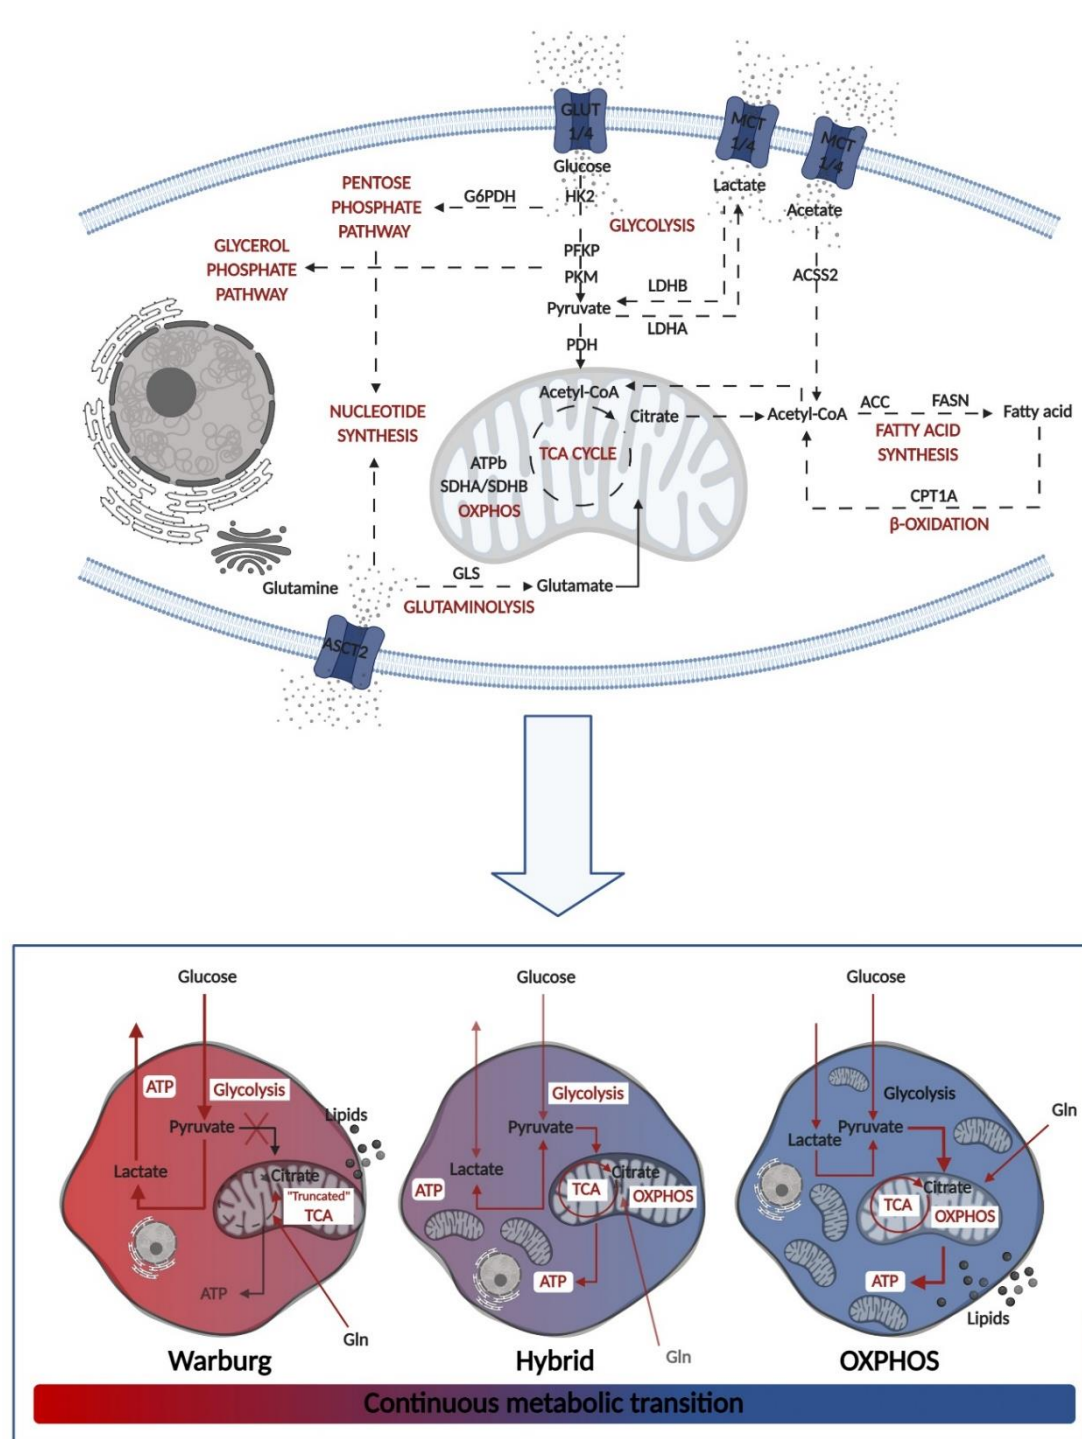 GLUT
1/4
MCT
1/4
MCT
1/4
Glucose
Lactate
Acetate
PENTOSE
PHOSPHATE
PATHWAY
G6PDH
HK2
GLYCOLYSIS
GLYCEROL
PHOSPHATE
PATHWAY
PFKP
PKM
ACSS2
LDHB
Pyruvate
LDHA
PDH
Acetyl-CoA
Citrate
Acetyl-CoA
ACC
FASN
Fatty acid
FATTY ACID
SYNTHESIS
NUCLEOTIDE
SYNTHESIS
TCA CYCLE
ATPb
SDHA/SDHB
OXPHOS
CPT1A
β-OXIDATION
Glutamine
GLS
Glutamate
GLUTAMINOLYSIS
ASCT2
Glucose
ATP
Glycolysis
Lipids
Pyruvate
Lactate
Citrate
"Truncated"
TCA
ATP
Gln
Warburg
Glucose
Glycolysis
Pyruvate
Lactate
ATP
Citrate
TCA
OXPHOS
ATP
Gln
Hybrid
Glucose
Glycolysis
Gln
Pyruvate
Lactate
Citrate
TCA
OXPHOS
ATP
Lipids
OXPHOS
Continuous metabolic transition